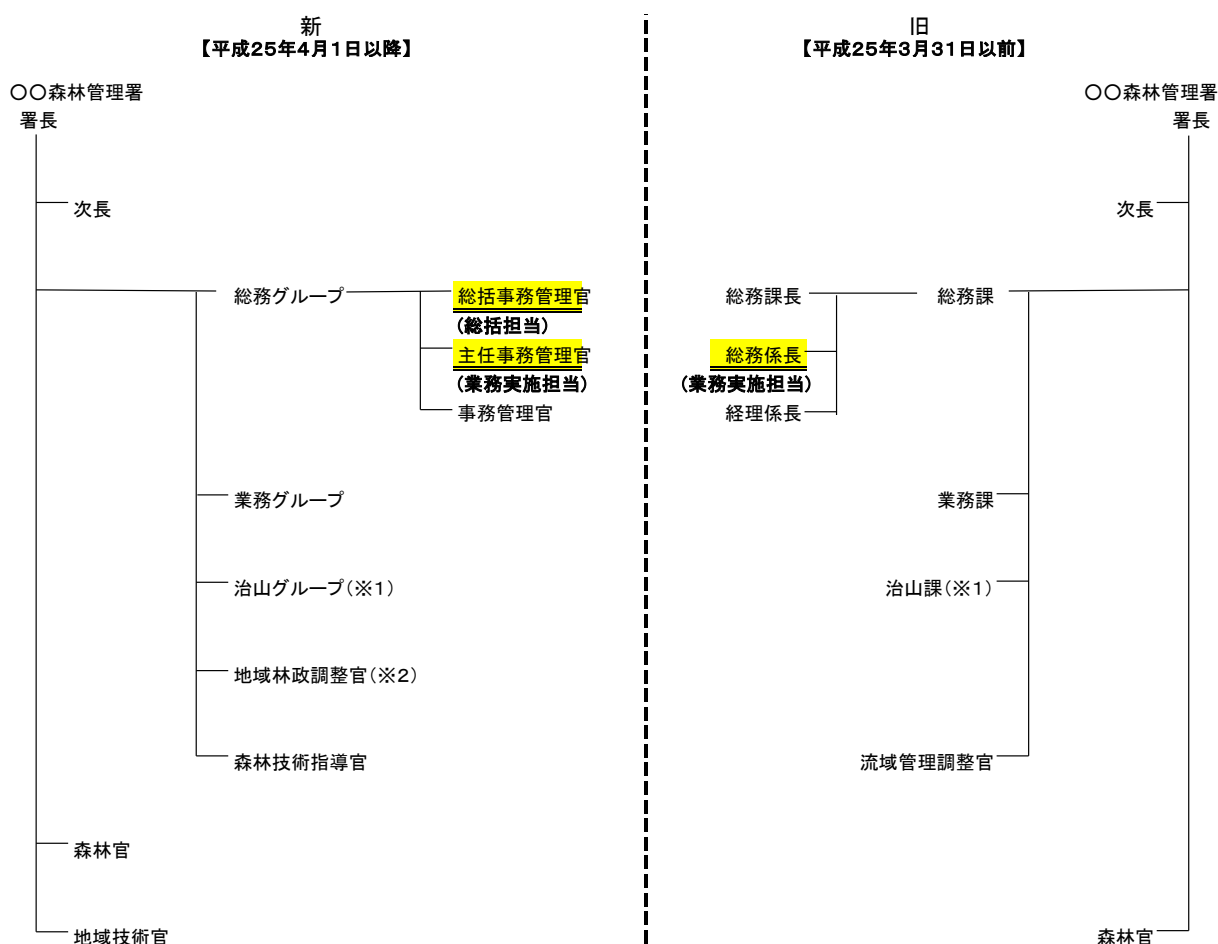 新
【平成25年4月1日以降】
〇〇森林管理署
署長
次長
総務グループ
総括事務管理官
(総括担当)
主任事務管理官
(業務実施担当)
事務管理官
業務グループ
治山グループ(※1)
地域林政調整官(※2)
森林技術指導官
森林官
地域技術官
旧
【平成25年3月31日以前】
〇〇森林管理署
署長
次長
総務課長
総務課
総務係長
(業務実施担当)
経理係長
業務課
治山課(※1)
流域管理調整官
森林官